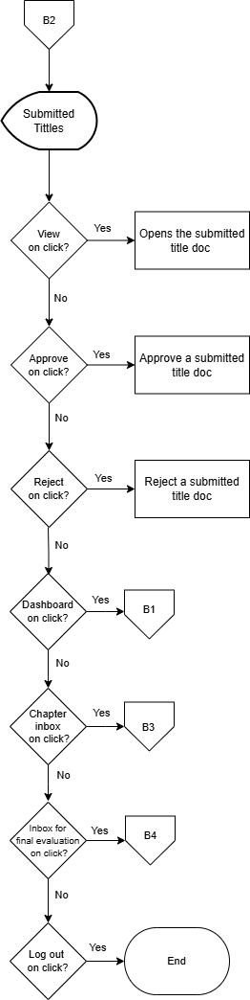 B2
Submitted
Tittles
View
on click?
Yes
Opens the submitted
title doc
No
Approve
on click?
Yes
Approve a submitted
title doc
No
Reject
on click?
Yes
Reject a submitted
title doc
No
Dashboard
on click?
Yes
B1
No
Chapter
inbox
on click?
Yes
B3
No
Inbox for
final evaluation
on click?
Yes
B4
No
Log out
on click?
Yes
End